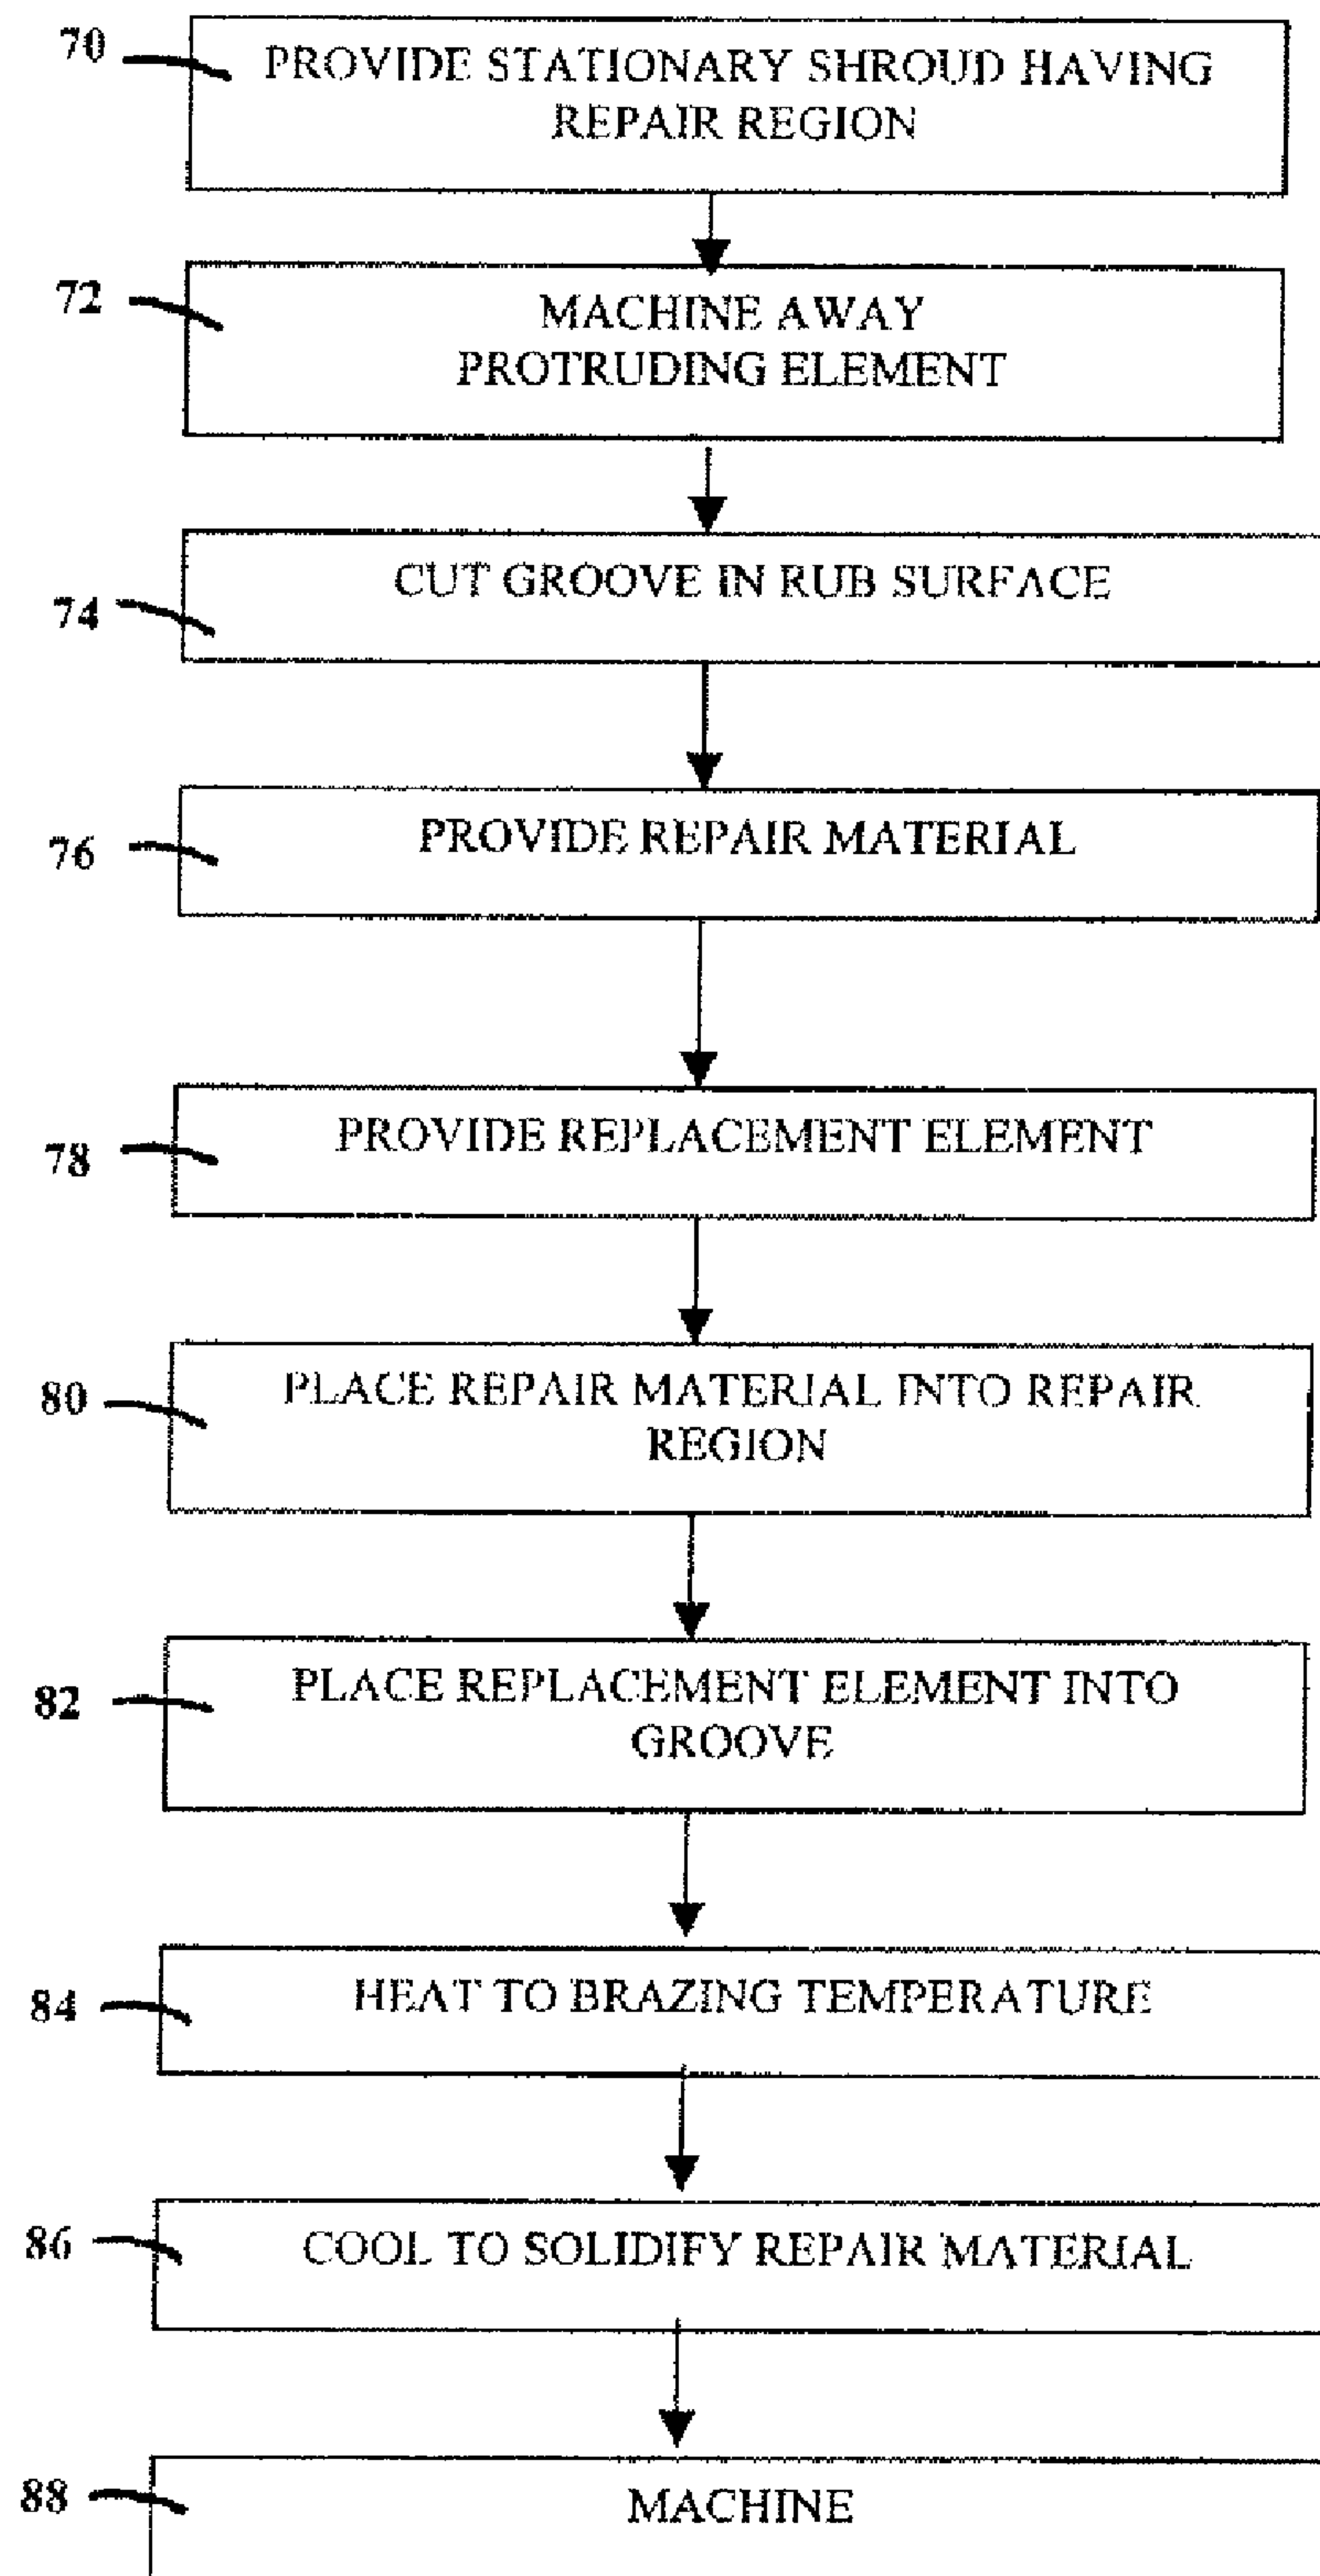 70
PROVIDE STATIONARY SHROUD HAVING
REPAIR REGION
72
MACHINE AWAY
PROTRUDING ELEMENT
74
CUT GROOVE IN RUB SURFACE
76
PROVIDE REPAIR MATERIAL
78
PROVIDE REPLACEMENT ELEMENT
80
PLACE REPAIR MATERIAL INTO REPAIR
REGION
82
PLACE REPLACEMENT ELEMENT INTO
GROOVE
84
HEAT TO BRAZING TEMPERATURE
86
COOL TO SOLIDIFY REPAIR MATERIAL
88
MACHINE